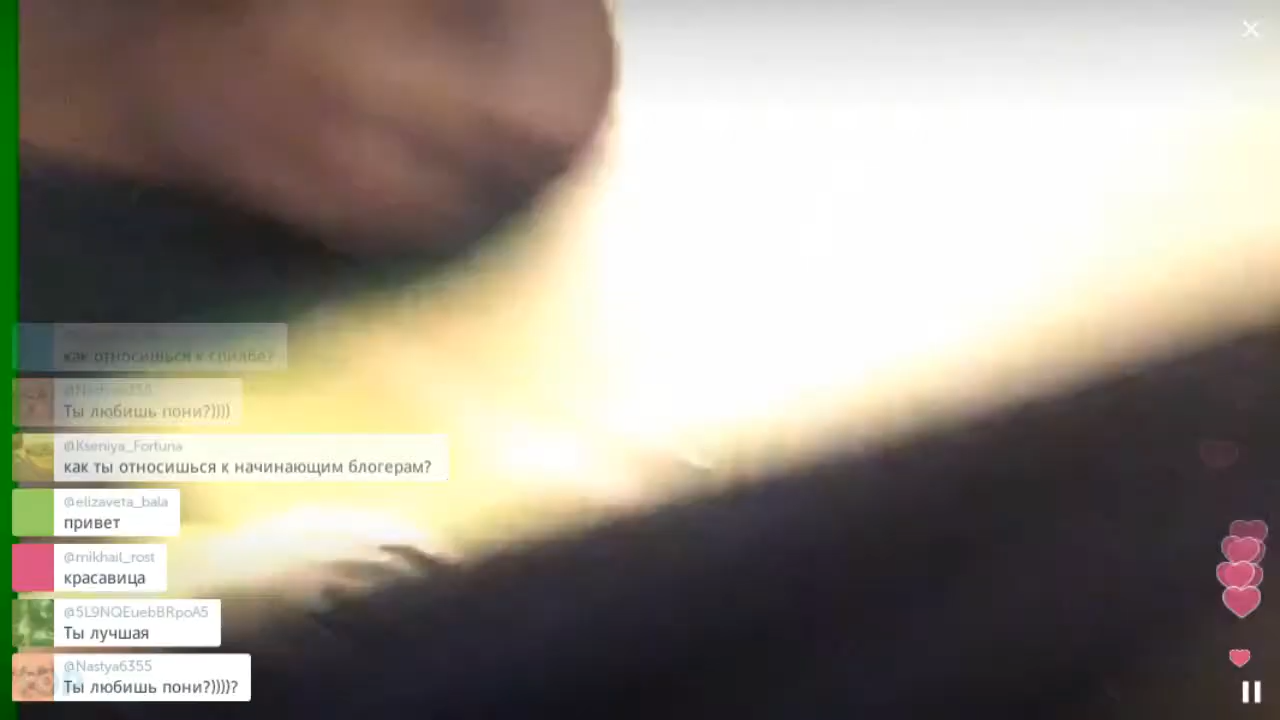 как относишься к
Ты любишь пони?))))
@Kseniya_Fortuna
как ты относишься к начинающим блогерам?
@elizaveta_bala
привет
@mikhail_rost
красавица
@5L9NQEuebBRpoA5
Ты лучшая
@Nastya6355
Ты любишь пони?))))?